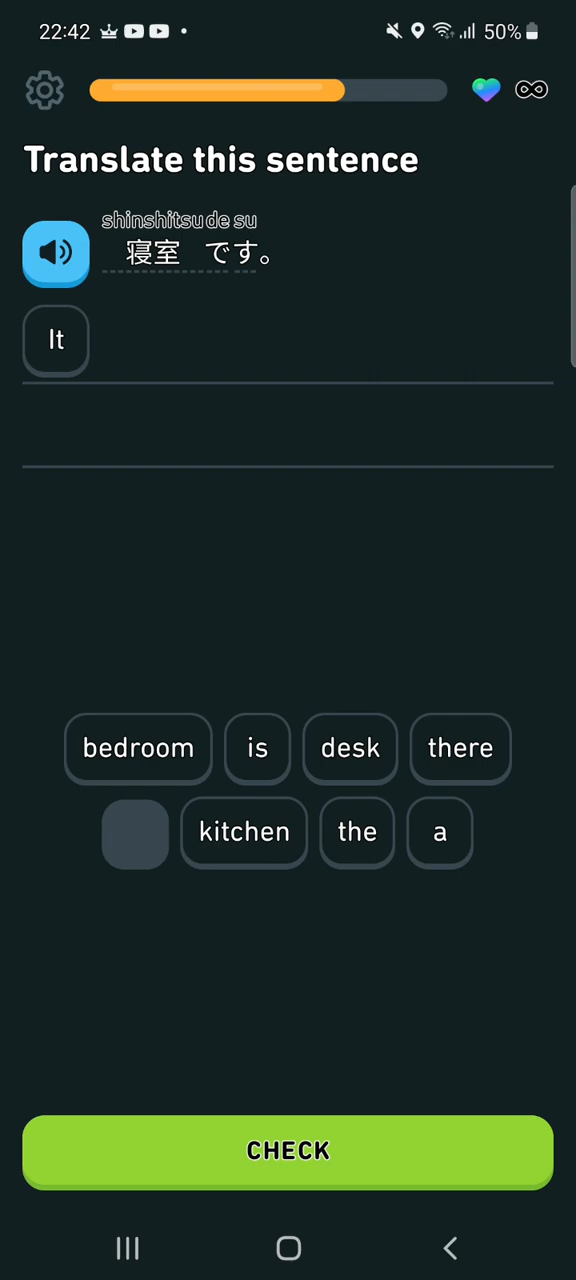 22:42 50%
Translate this sentence
shinshitsu de su
寝室 です。
It
bedroom is desk there
kitchen the a
CHECK